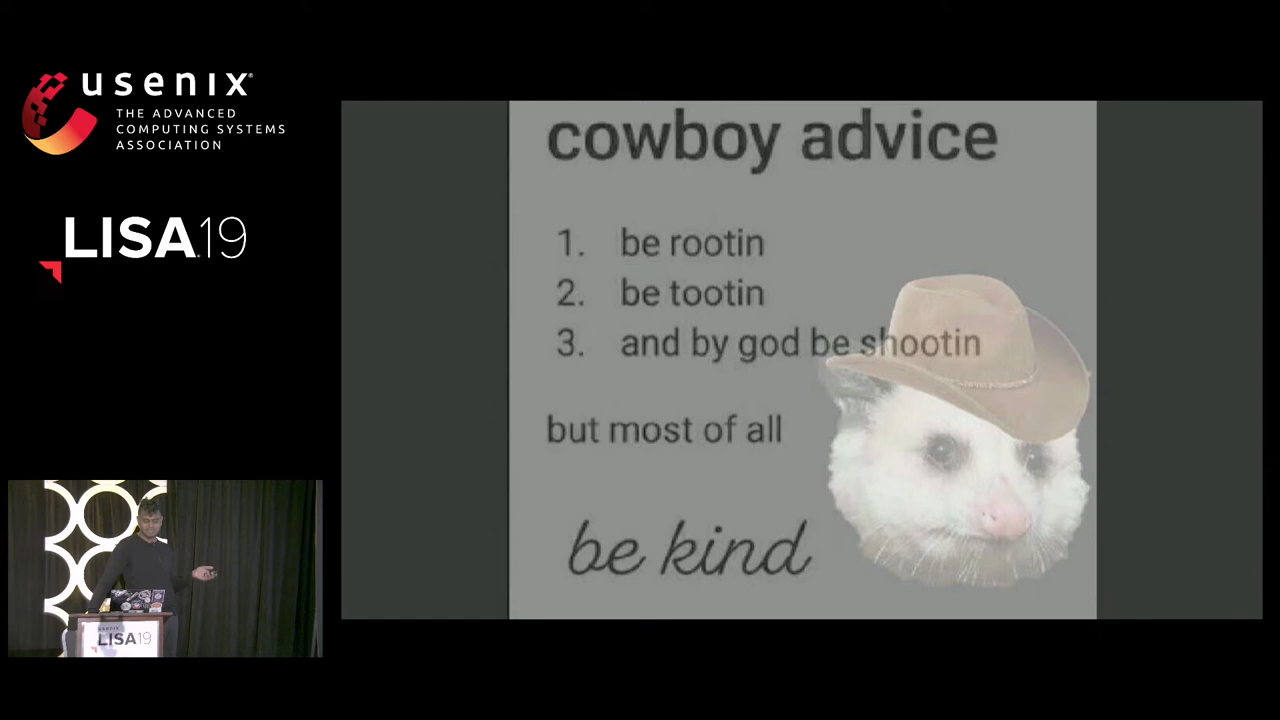 usenix
THE ADVANCED
COMPUTING SYSTEMS
ASSOCIATION
LISA19
cowboy advice
1. be rootin
2. be tootin
3. and by god be shootin
but most of all
be kind
usenix
LISA19